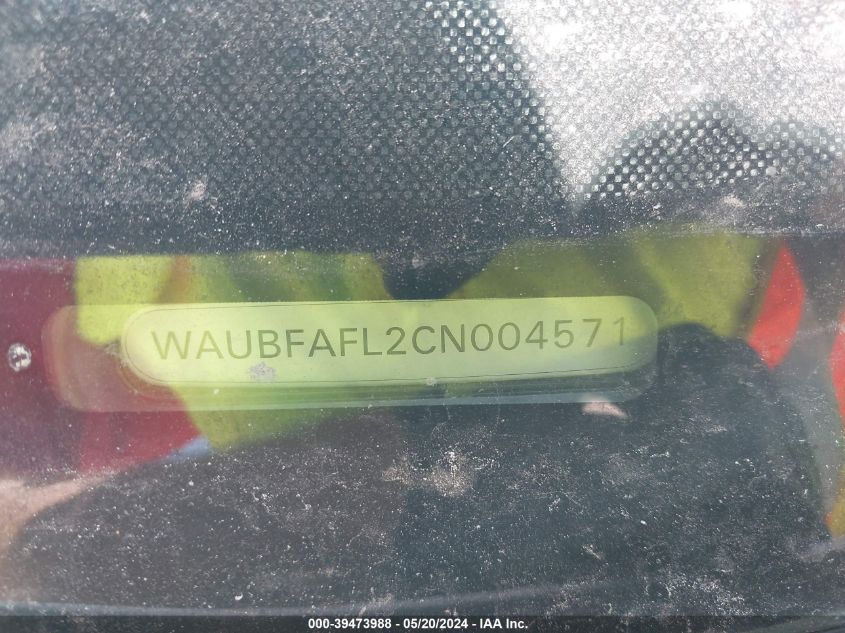 WAUBFAFL2CN004571
000-39473988 - 05/20/2024 - IAA Inc.